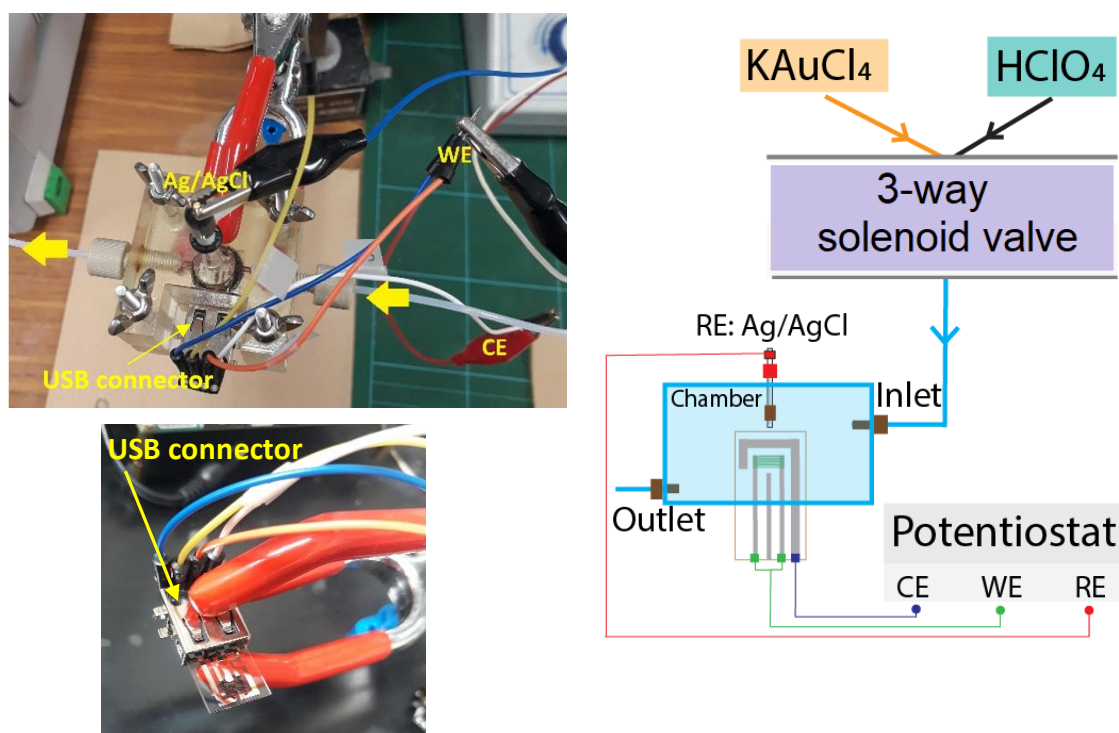 Ag/AgCl
WE
CE
USB connector
USB connector
KAuCl₄
HClO₄
3-way
solenoid valve
RE: Ag/AgCl
Chamber
Inlet
Outlet
Potentiostat
CE
WE
RE